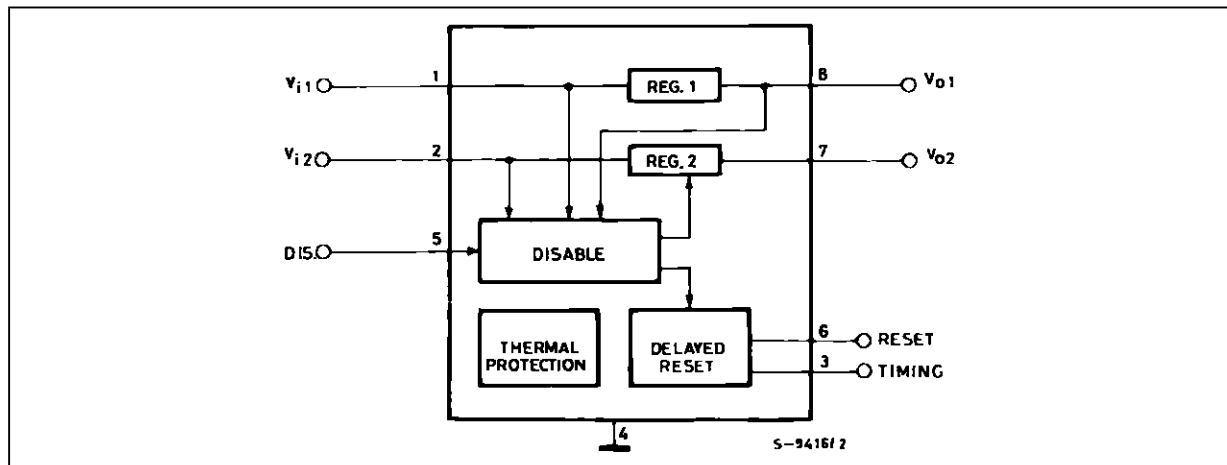 Vi1
1
REG. 1
8
Vo1
Vi2
2
REG. 2
7
Vo2
DIS.
5
DISABLE
THERMAL
PROTECTION
DELAYED
RESET
6
RESET
3
TIMING
4
S-9416/2